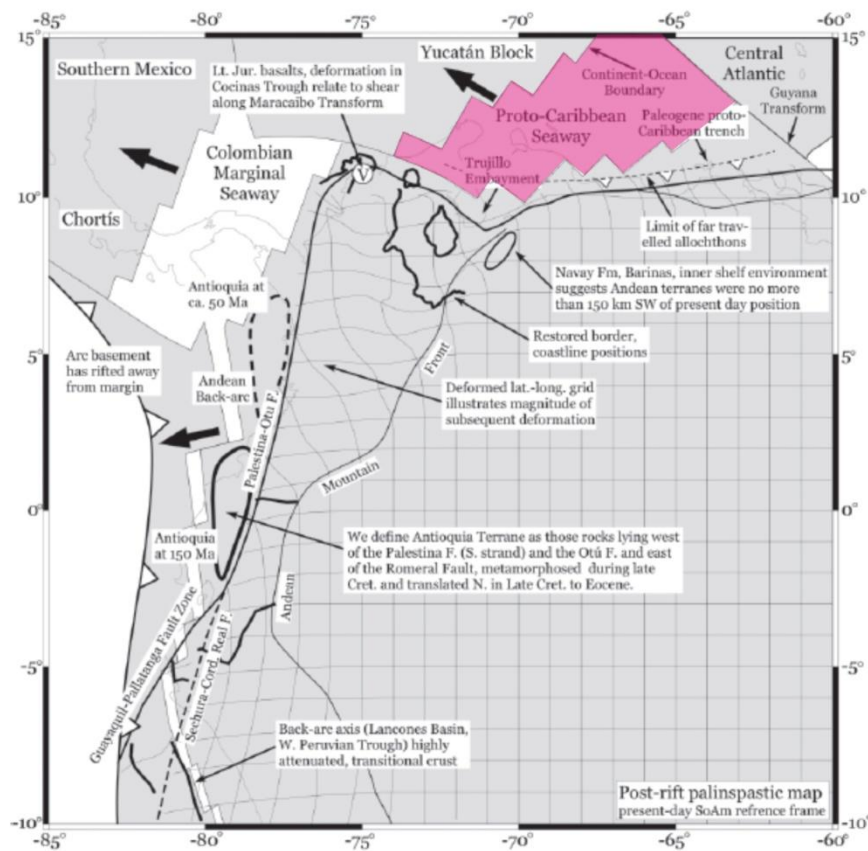 -85°
-80°
-75°
-70°
-65°
-60°
15°
15°
Southern Mexico
Lt. Jur. basalts, deformation in
Cocinas Trough relate to shear
along Maracaibo Transform
Yucatán Block
Central
Atlantic
Continent-Ocean
Boundary
Guyana
Transform
Proto-Caribbean
Seaway
Paleogene proto-
Caribbean trench
Colombian
Marginal
Seaway
Trujillo
Embayment
V
10°
10°
Chortís
Limit of far trav-
elled allochthons
Antioquia at
ca. 50 Ma
Navay Fm, Barinas, inner shelf environment
suggests Andean terranes were no more
than 150 km SW of present day position
Restored border,
coastline positions
5°
5°
Arc basement
has rifted away
from margin
Andean
Back-arc
Front
Deformed lat.-long. grid
illustrates magnitude of
subsequent deformation
Palestina-Otu F.
Mountain
0°
0°
Antioquia
at 150 Ma
We define Antioquia Terrane as those rocks lying west
of the Palestina F. (S. strand) and the Otú F. and east
of the Romeral Fault, metamorphosed during late
Cret. and translated N. in Late Cret. to Eocene.
Andean
Guayaquil-Pallatanga Fault Zone
Sechura-Cord. Real F.
-5°
-5°
Back-arc axis (Lancones Basin,
W. Peruvian Trough) highly
attenuated, transitional crust
Post-rift palinspastic map
present-day SoAm refrence frame
-10°
-10°
-85°
-80°
-75°
-70°
-65°
-60°